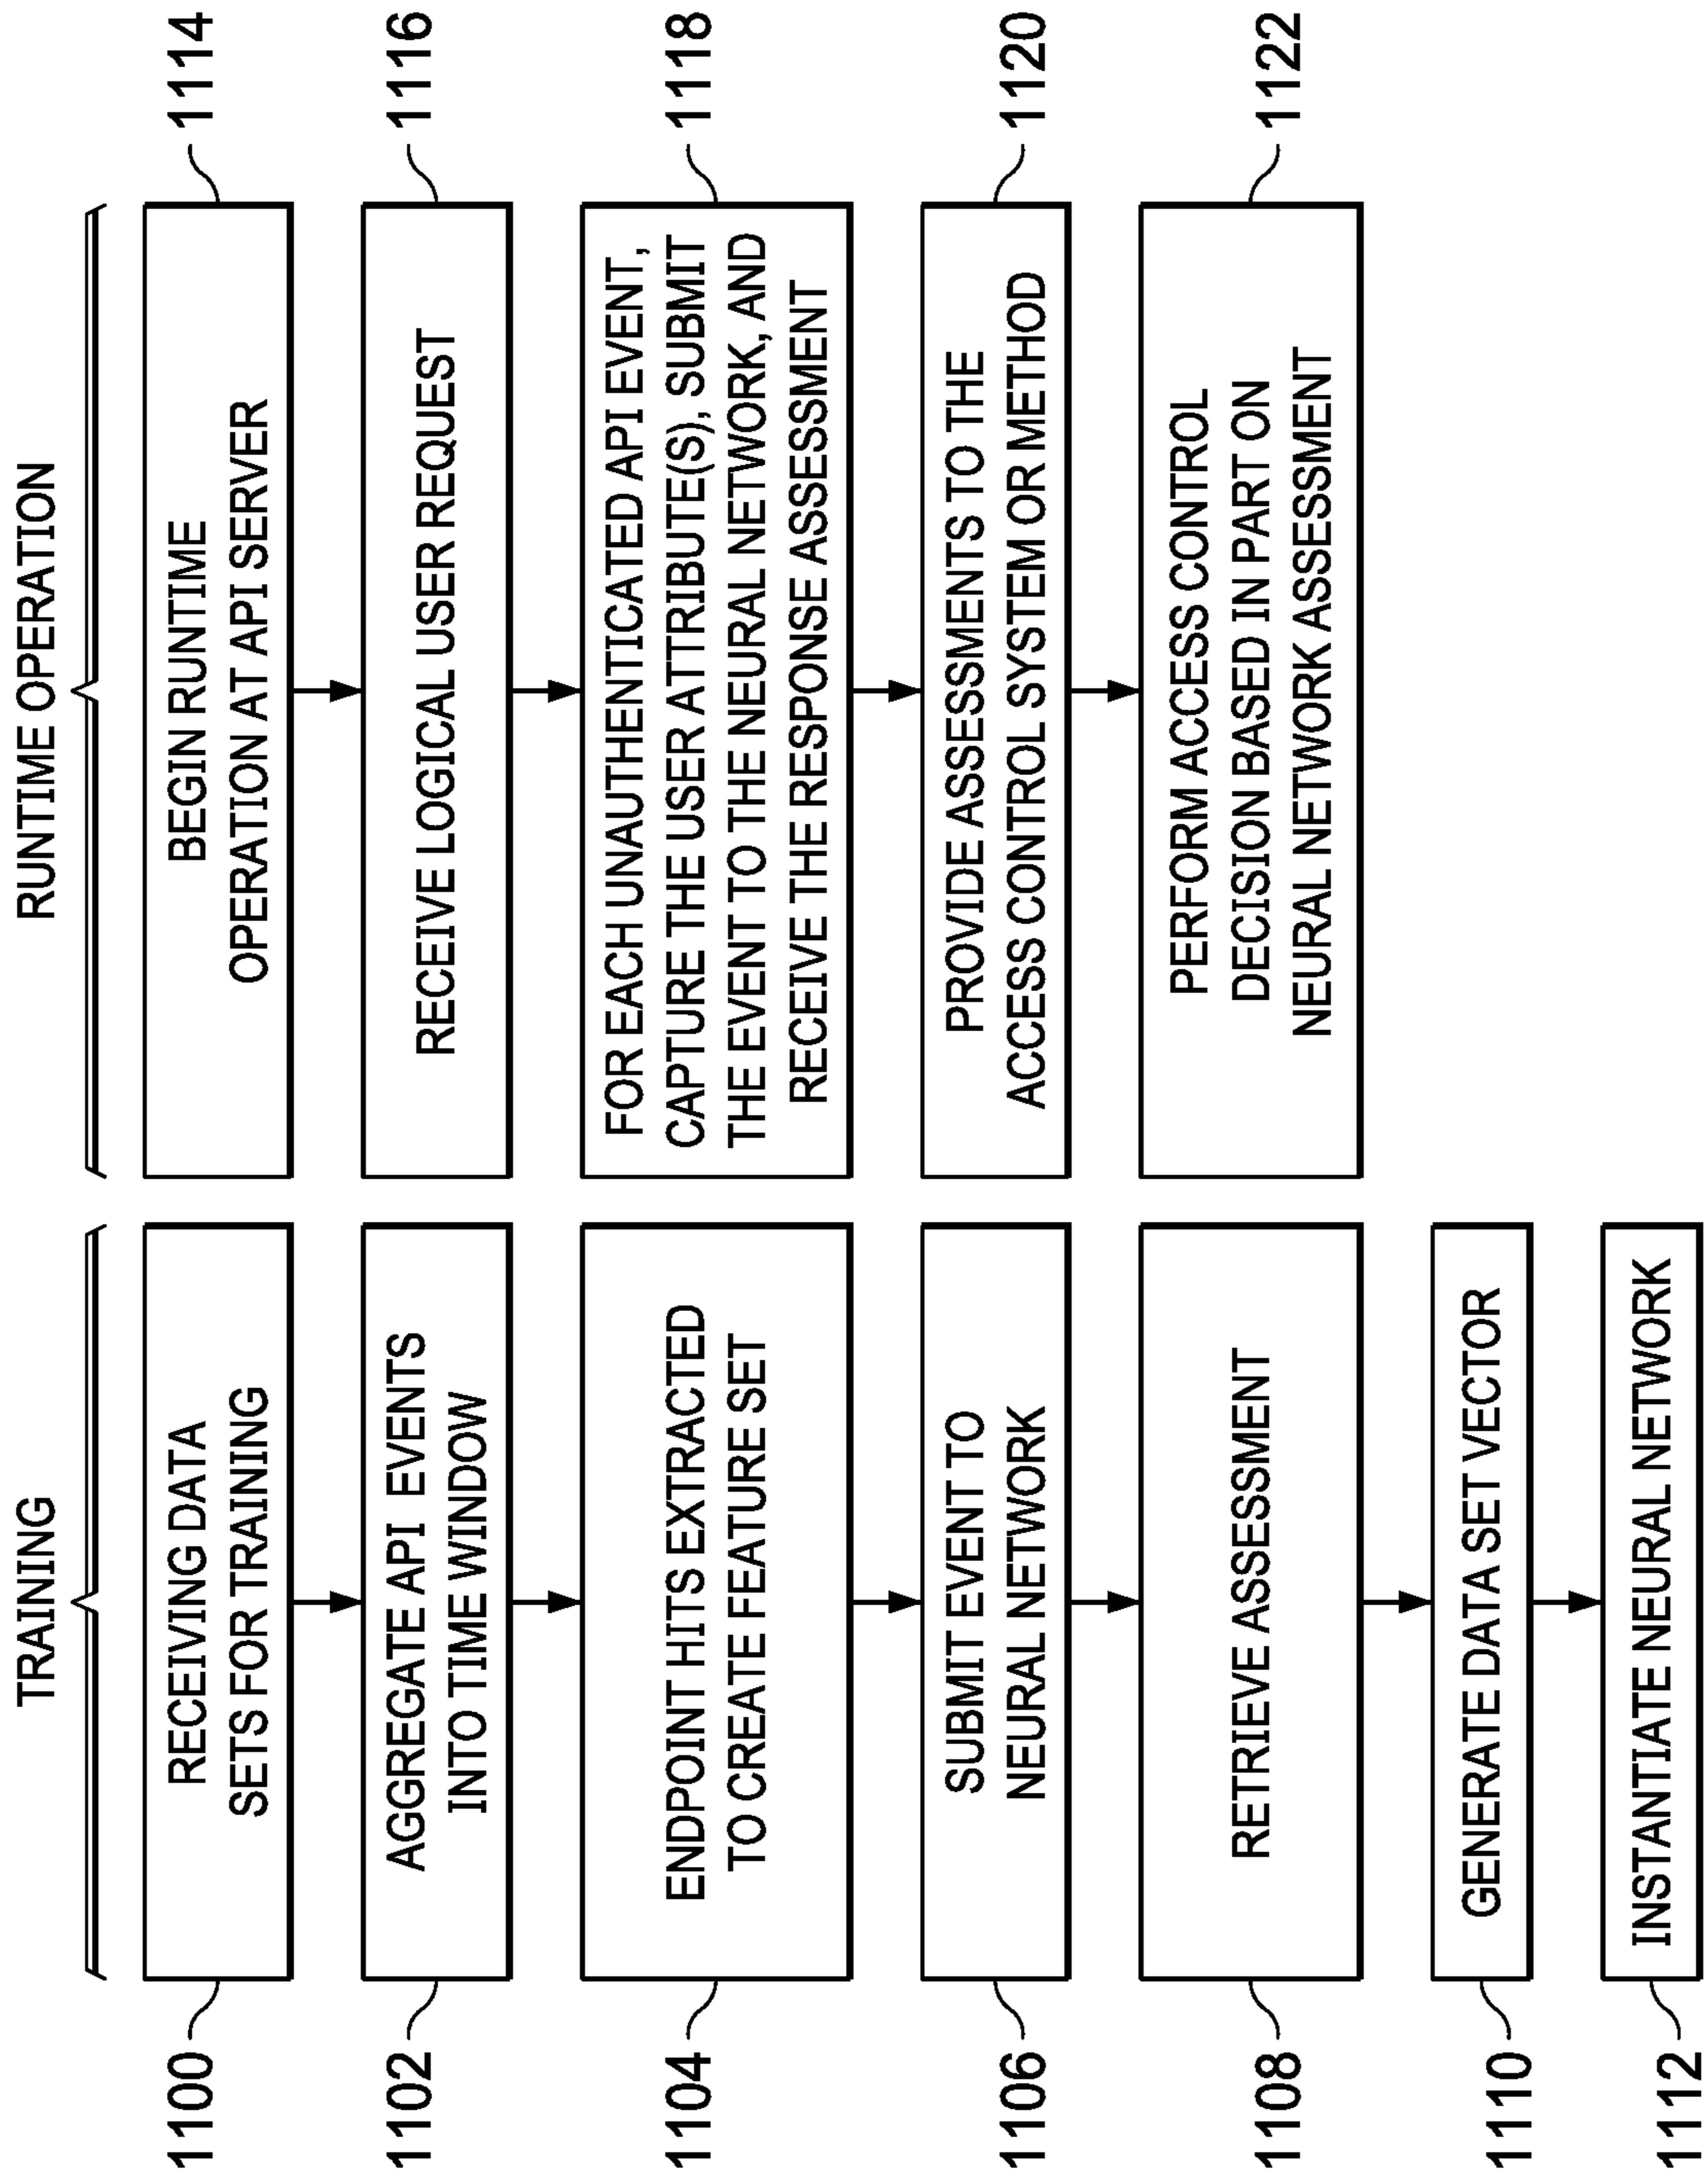 TRAINING
1100
RECEIVING DATA
SETS FOR TRAINING
1102
AGGREGATE API EVENTS
INTO TIME WINDOW
1104
ENDPOINT HITS EXTRACTED
TO CREATE FEATURE SET
1106
SUBMIT EVENT TO
NEURAL NETWORK
1108
RETRIEVE ASSESSMENT
1110
GENERATE DATA SET VECTOR
1112
INSTANTIATE NEURAL NETWORK
RUNTIME OPERATION
BEGIN RUNTIME
OPERATION AT API SERVER
1114
RECEIVE LOGICAL USER REQUEST
1116
FOR EACH UNAUTHENTICATED API EVENT,
CAPTURE THE USER ATTRIBUTE(S), SUBMIT
THE EVENT TO THE NEURAL NETWORK, AND
RECEIVE THE RESPONSE ASSESSMENT
1118
PROVIDE ASSESSMENTS TO THE
ACCESS CONTROL SYSTEM OR METHOD
1120
PERFORM ACCESS CONTROL
DECISION BASED IN PART ON
NEURAL NETWORK ASSESSMENT
1122